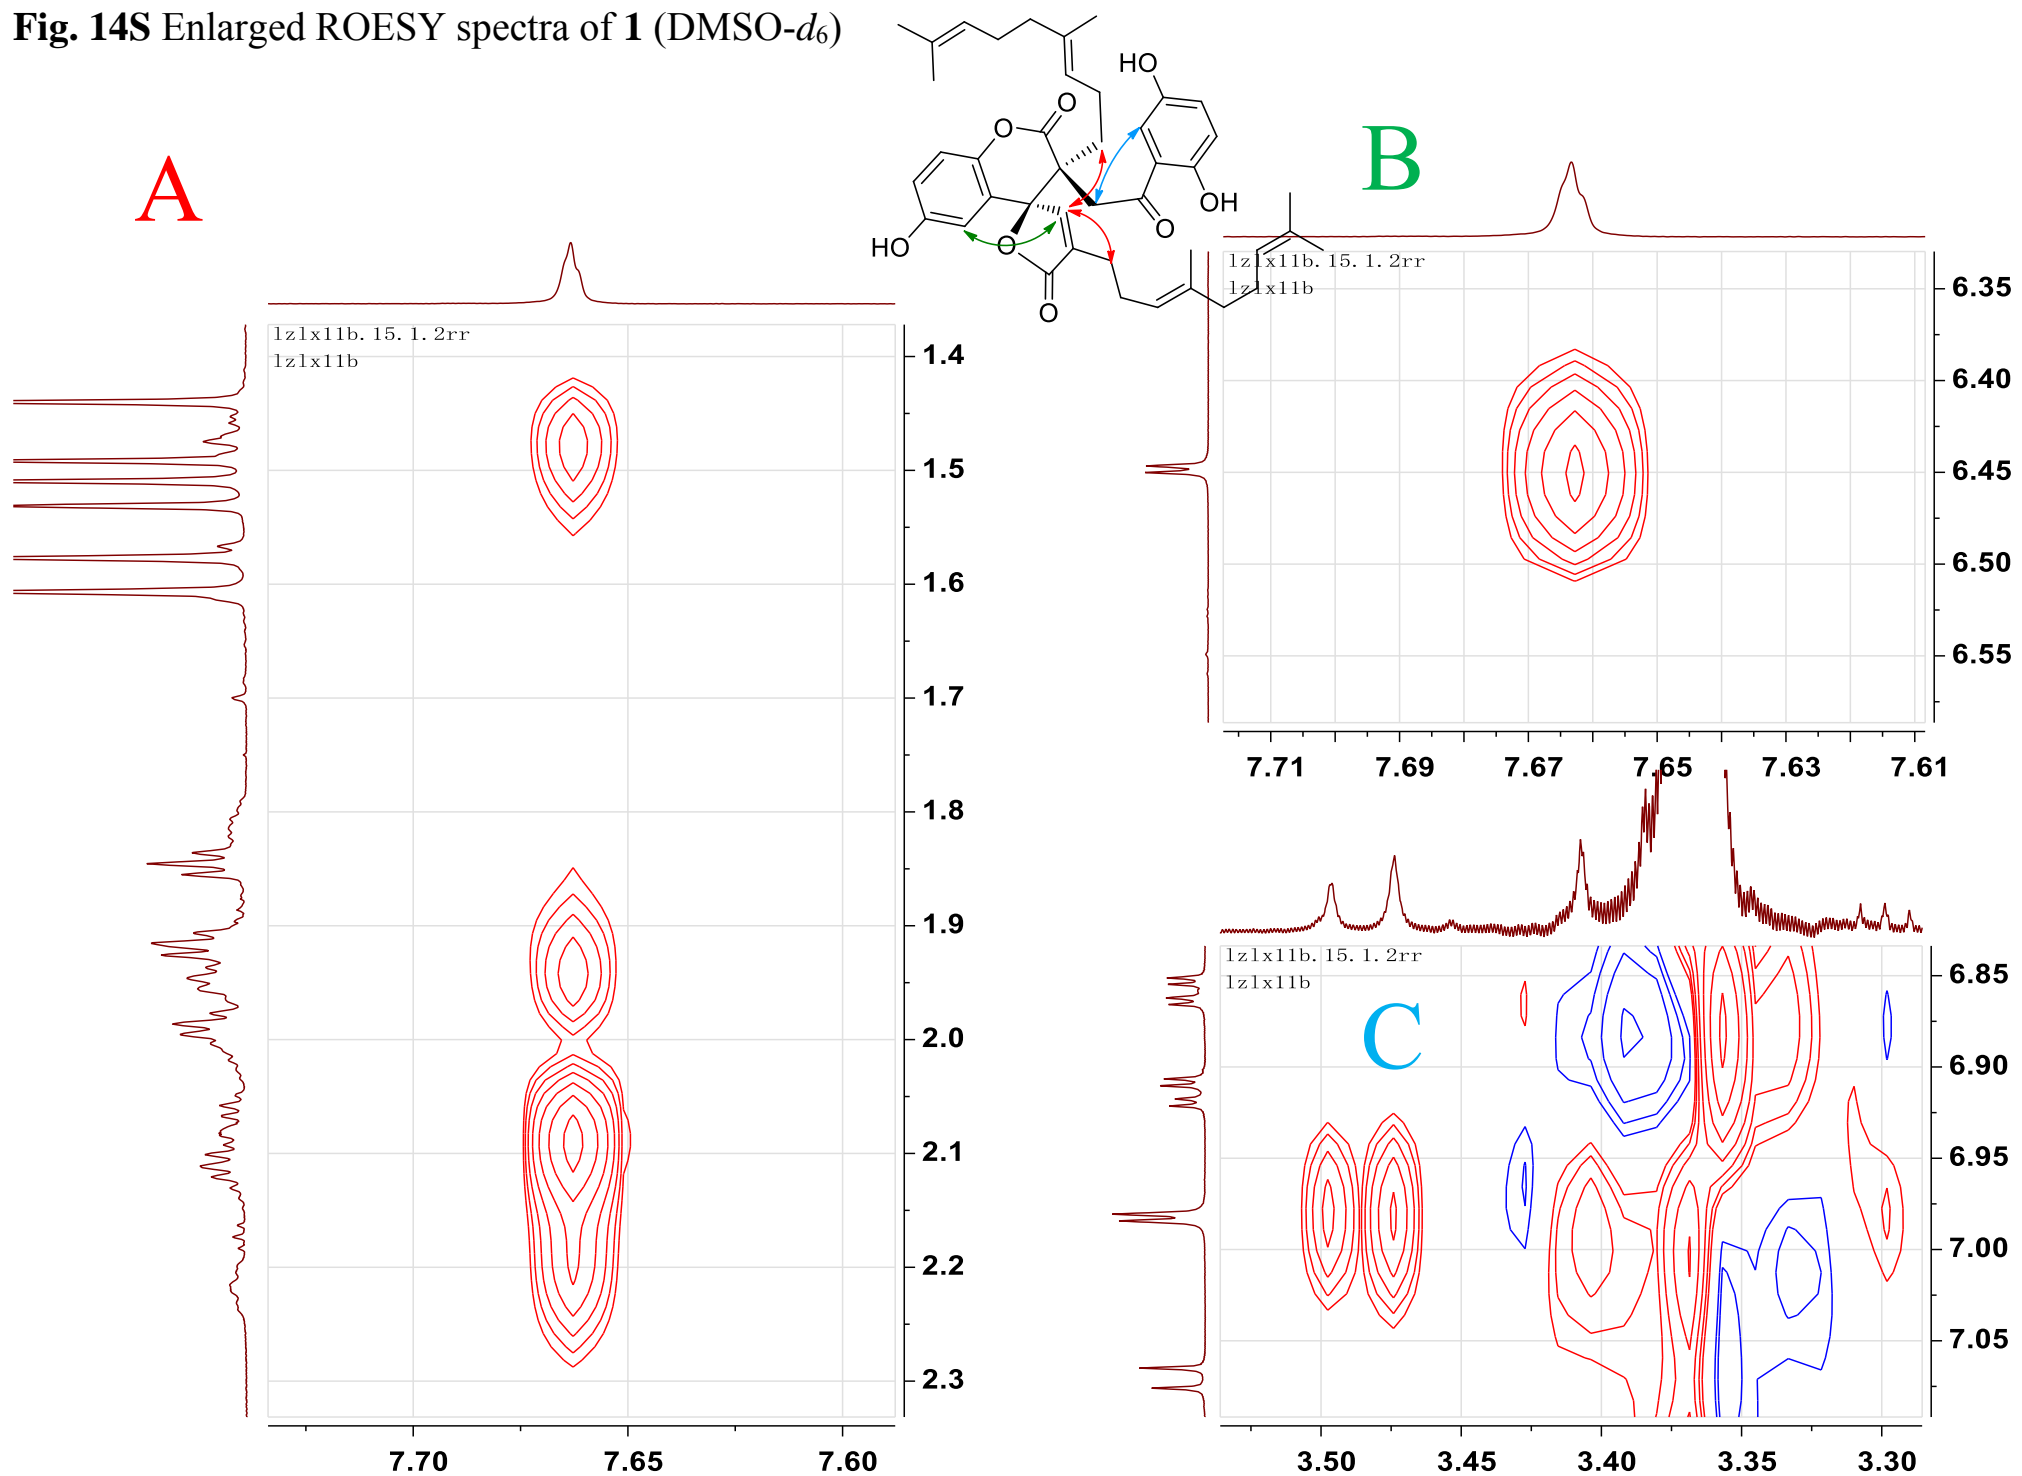 Fig. 14S Enlarged ROESY spectra of 1 (DMSO-d6)
HO
O
O
HO
O
O
O
OH
A
lzlx11b.15.1.2rr
lzlx11b
1.4
1.5
1.6
1.7
1.8
1.9
2.0
2.1
2.2
2.3
7.70
7.65
7.60
B
lzlx11b.15.1.2rr
lzlx11b
6.35
6.40
6.45
6.50
6.55
7.71
7.69
7.67
7.65
7.63
7.61
C
lzlx11b.15.1.2rr
lzlx11b
6.85
6.90
6.95
7.00
7.05
3.50
3.45
3.40
3.35
3.30